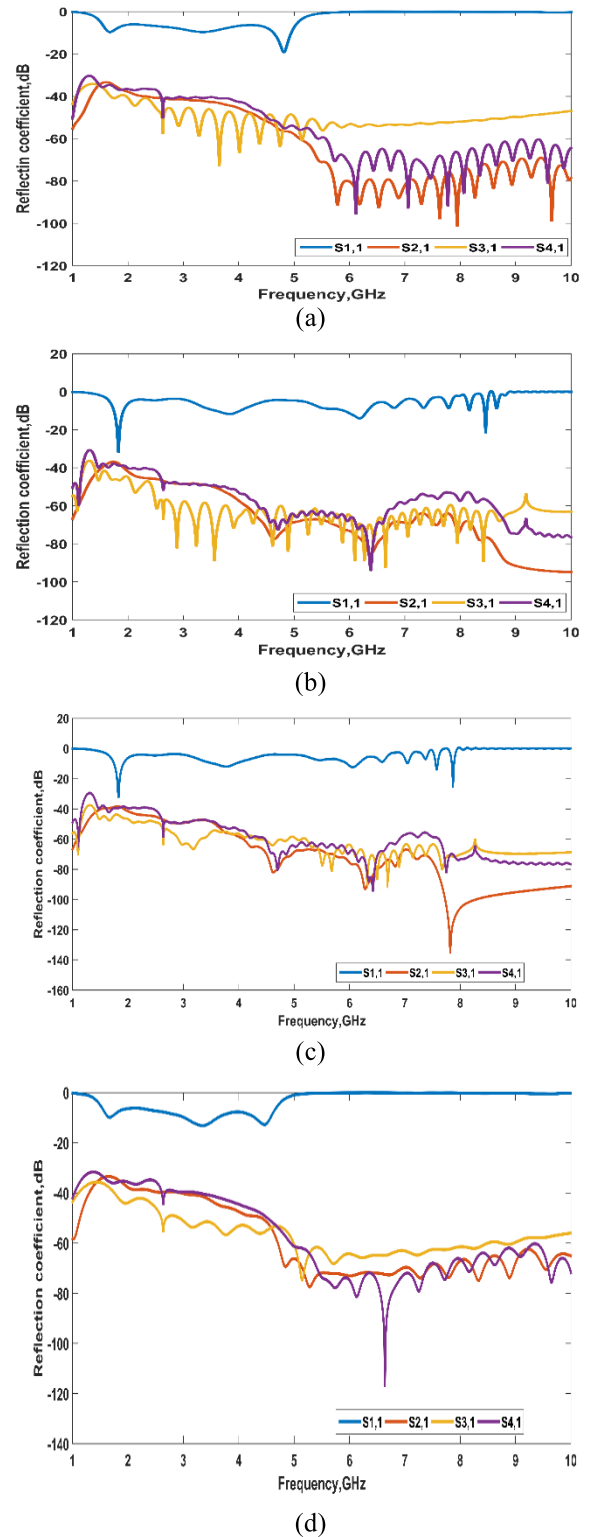 0
-20
-40
-60
-80
-100
-120
Reflectin coefficient,dB
S1,1 S2,1 S3,1 S4,1
1 2 3 4 5 6 7 8 9 10
Frequency,GHz
(a)
20
0
-20
-40
-60
-80
-100
-120
Reflection coefficient,dB
S1,1 S2,1 S3,1 S4,1
1 2 3 4 5 6 7 8 9 10
Frequency,GHz
(b)
20
0
-20
-40
-60
-80
-100
-120
-140
-160
Reflection coefficient,dB
S1,1 S2,1 S3,1 S4,1
1 2 3 4 5 6 7 8 9 10
Frequency,GHz
(c)
0
-20
-40
-60
-80
-100
-120
-140
Reflection coefficient,dB
S1,1 S2,1 S3,1 S4,1
1 2 3 4 5 6 7 8 9 10
Frequency,GHz
(d)